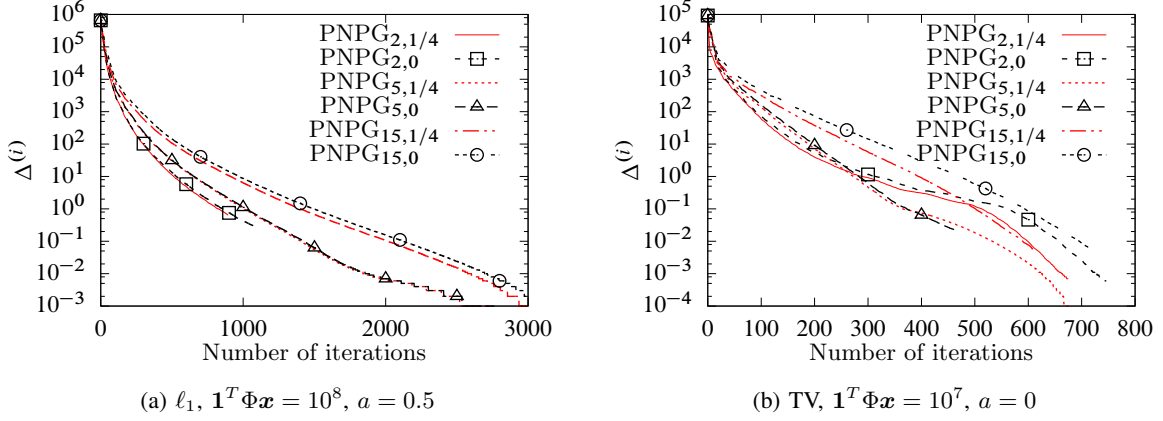 10^6
10^5
10^4
10^3
10^2
10^1
10^0
10^-1
10^-2
10^-3
Δ^(i)
PNPG_2,1/4
PNPG_2,0
PNPG_5,1/4
PNPG_5,0
PNPG_15,1/4
PNPG_15,0
0 1000 2000 3000
Number of iterations
(a) ℓ_1, 1^T Φx = 10^8, a = 0.5
10^5
10^4
10^3
10^2
10^1
10^0
10^-1
10^-2
10^-3
10^-4
Δ^(i)
PNPG_2,1/4
PNPG_2,0
PNPG_5,1/4
PNPG_5,0
PNPG_15,1/4
PNPG_15,0
0 100 200 300 400 500 600 700 800
Number of iterations
(b) TV, 1^T Φx = 10^7, a = 0